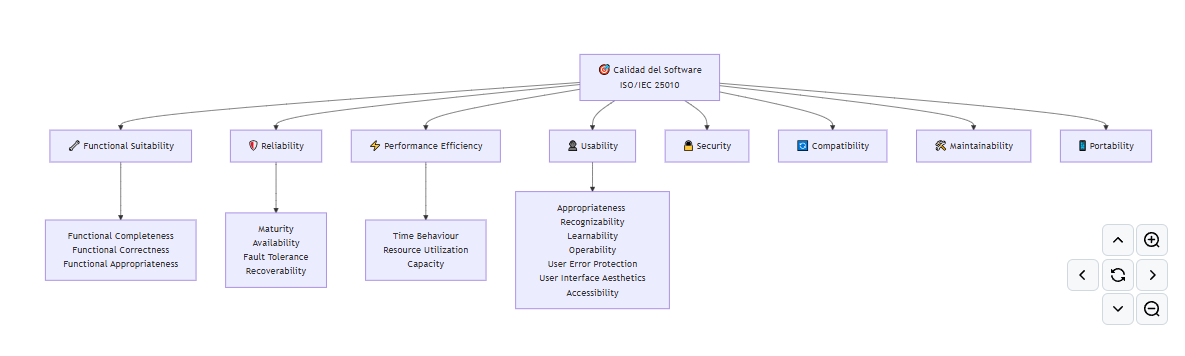 Calidad del Software
ISO/IEC 25010
Functional Suitability
Reliability
Performance Efficiency
Usability
Security
Compatibility
Maintainability
Portability
Functional Completeness
Functional Correctness
Functional Appropriateness
Maturity
Availability
Fault Tolerance
Recoverability
Time Behaviour
Resource Utilization
Capacity
Appropriateness
Recognizability
Learnability
Operability
User Error Protection
User Interface Aesthetics
Accessibility